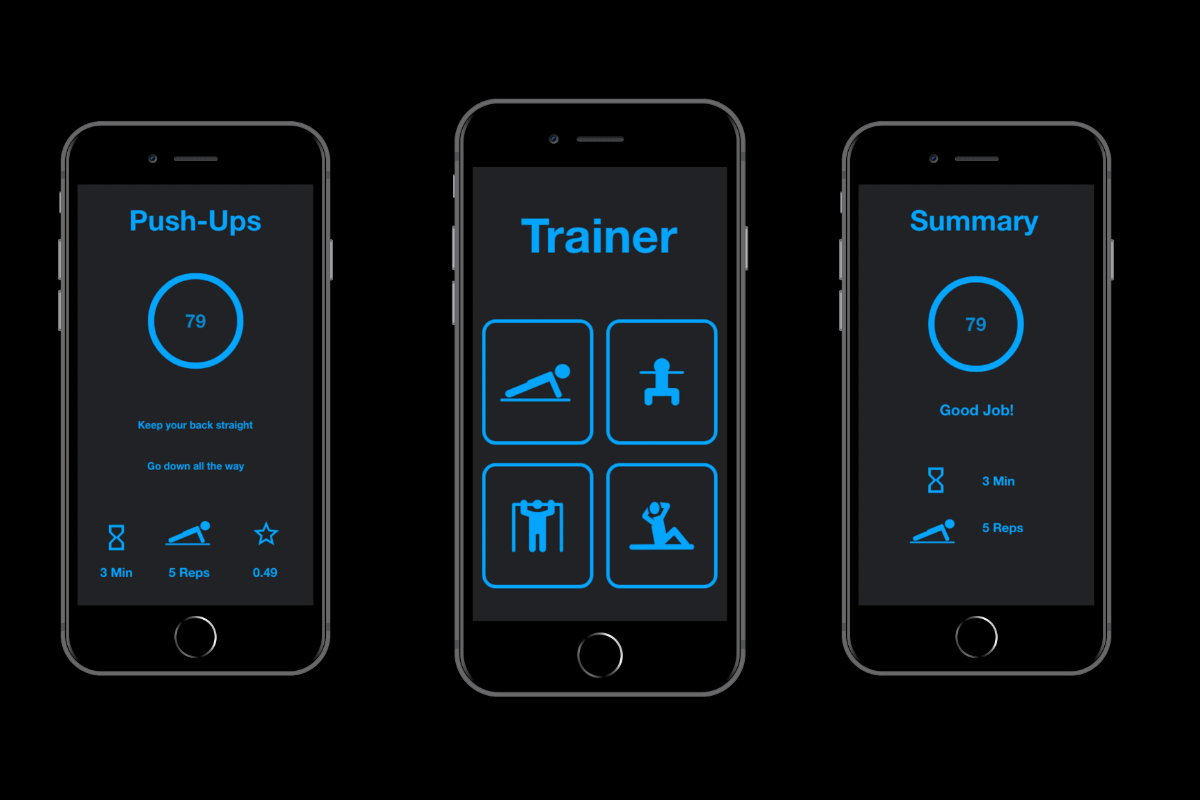 Push-Ups
79
Keep your back straight
Go down all the way
3 Min
5 Reps
0.49
Trainer
Summary
79
Good Job!
3 Min
5 Reps